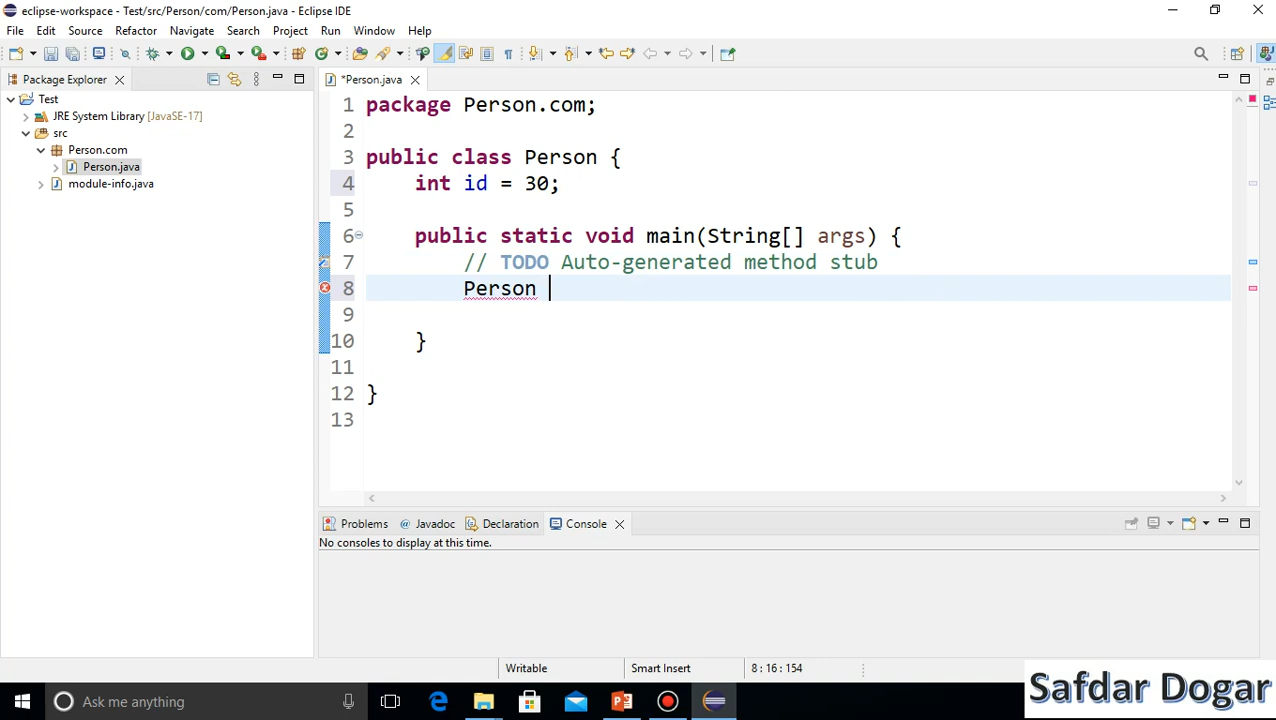 eclipse-workspace - Test/src/Person/com/Person.java - Eclipse IDE
File Edit Source Refactor Navigate Search Project Run Window Help
Package Explorer
*Person.java
Test
JRE System Library [JavaSE-17]
src
Person.com
Person.java
module-info.java
1 package Person.com;
2
3 public class Person {
4 int id = 30;
5
6 public static void main(String[] args) {
7 // TODO Auto-generated method stub
8 Person
9
10 }
11
12 }
13
Problems @ Javadoc Declaration Console
No consoles to display at this time.
Writable Smart Insert 8 : 16 : 154
Ask me anything
Safdar Dogar